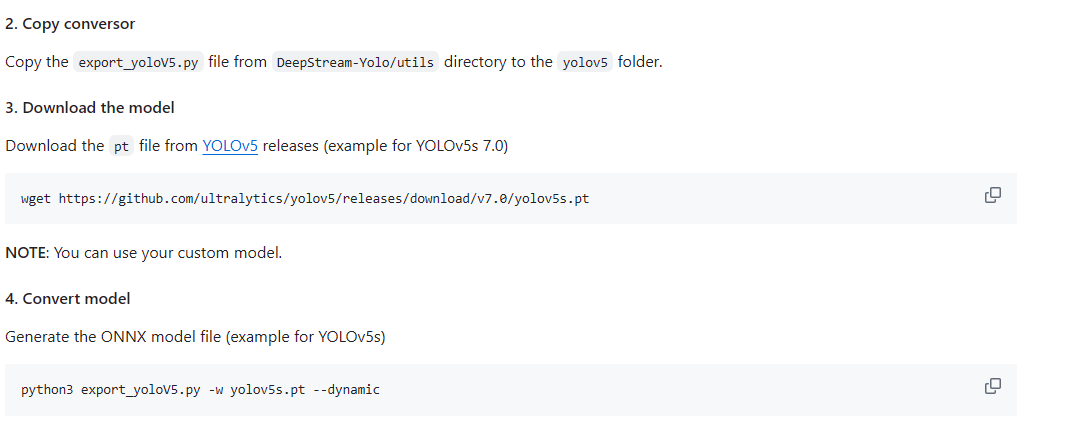 2. Copy conversor
Copy the export_yoloV5.py file from DeepStream-Yolo/utils directory to the yolov5 folder.
3. Download the model
Download the pt file from YOLOv5 releases (example for YOLOv5s 7.0)
wget https://github.com/ultralytics/yolov5/releases/download/v7.0/yolov5s.pt
NOTE: You can use your custom model.
4. Convert model
Generate the ONNX model file (example for YOLOv5s)
python3 export_yoloV5.py -w yolov5s.pt --dynamic